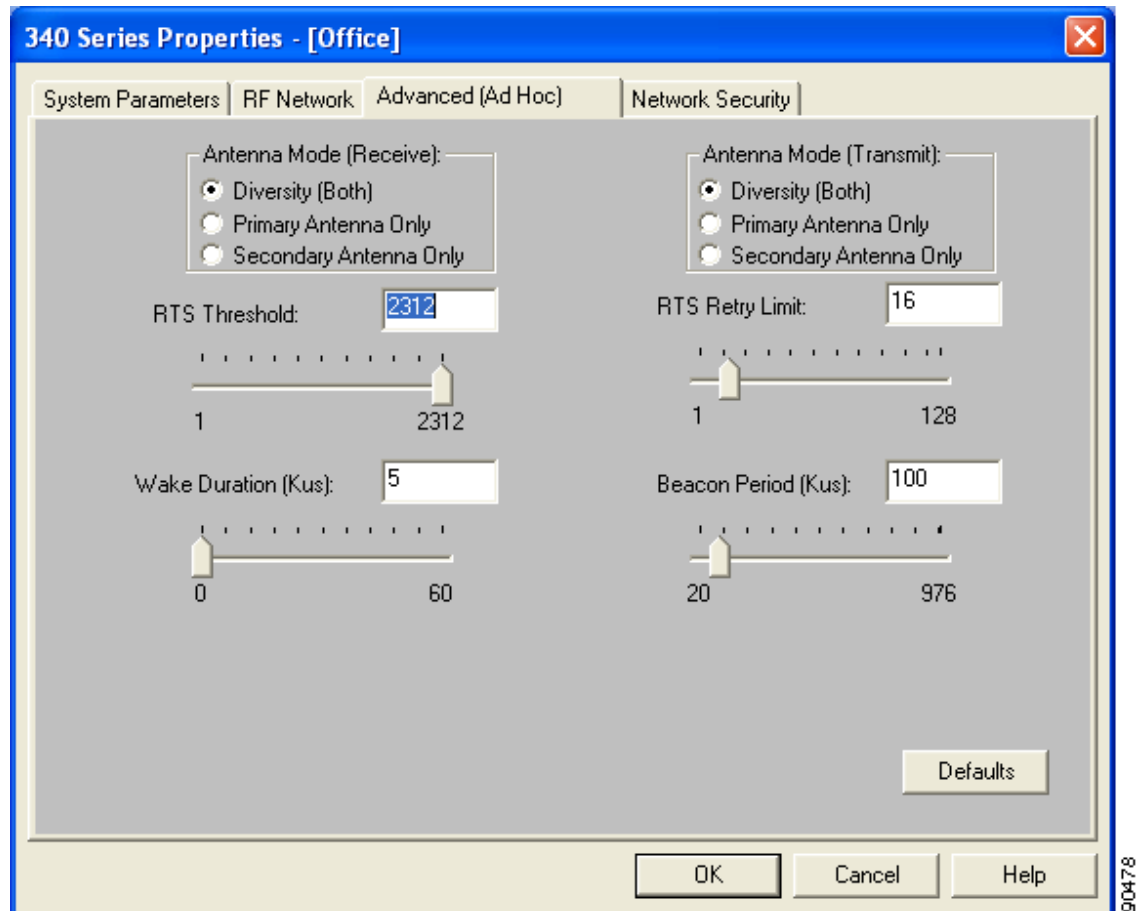 340 Series Properties - [Office]
System Parameters
RF Network
Advanced (Ad Hoc)
Network Security
Antenna Mode (Receive):
Diversity (Both)
Primary Antenna Only
Secondary Antenna Only
Antenna Mode (Transmit):
Diversity (Both)
Primary Antenna Only
Secondary Antenna Only
RTS Threshold: 2312
1 2312
RTS Retry Limit: 16
1 128
Wake Duration (Kus): 5
0 60
Beacon Period (Kus): 100
20 976
Defaults
OK
Cancel
Help
90478